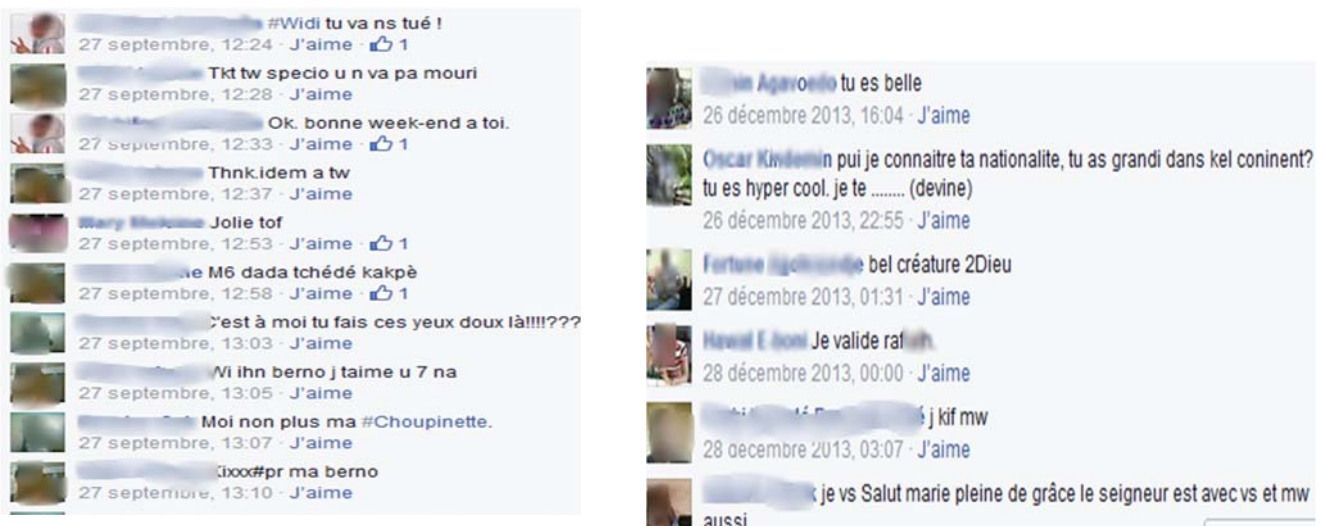 #Widi tu va ns tué !
27 septembre, 12:24 · J'aime · 1
Tkt tw specio u n va pa mouri
27 septembre, 12:28 · J'aime
Ok. bonne week-end a toi.
27 septembre, 12:33 · J'aime · 1
Thnk.idem a tw
27 septembre, 12:37 · J'aime
Jolie tof
27 septembre, 12:53 · J'aime · 1
M6 dada tchédé kakpè
27 septembre, 12:58 · J'aime · 1
C'est à moi tu fais ces yeux doux là!!!!???
27 septembre, 13:03 · J'aime
Wi ihn berno j taime u 7 na
27 septembre, 13:05 · J'aime
Moi non plus ma #Choupinette.
27 septembre, 13:07 · J'aime
Kixxx#pr ma berno
27 septembre, 13:10 · J'aime
tu es belle
26 décembre 2013, 16:04 · J'aime
pui je connaitre ta nationalite, tu as grandi dans kel coninent?
tu es hyper cool. je te ........ (devine)
26 décembre 2013, 22:55 · J'aime
bel créature 2Dieu
27 décembre 2013, 01:31 · J'aime
Je valide
28 décembre 2013, 00:00 · J'aime
j kif mw
28 décembre 2013, 03:07 · J'aime
je vs Salut marie pleine de grâce le seigneur est avec vs et mw
aussi